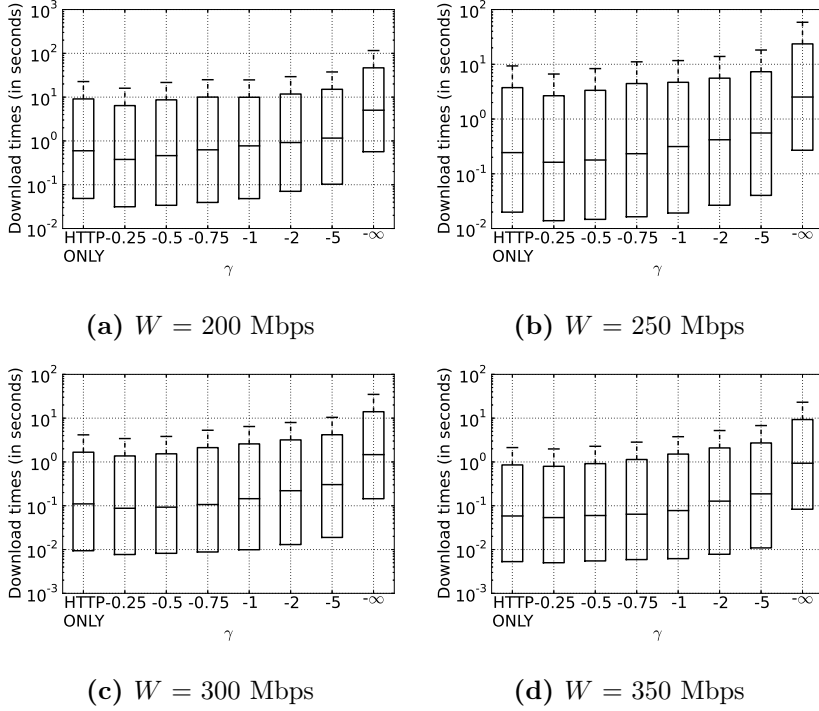 Download times (in seconds)
10^3
10^2
10^1
10^0
10^-1
10^-2
HTTP ONLY -0.25 -0.5 -0.75 -1 -2 -5 -∞
γ
(a) W = 200 Mbps
Download times (in seconds)
10^2
10^1
10^0
10^-1
10^-2
HTTP ONLY -0.25 -0.5 -0.75 -1 -2 -5 -∞
γ
(b) W = 250 Mbps
Download times (in seconds)
10^2
10^1
10^0
10^-1
10^-2
10^-3
HTTP ONLY -0.25 -0.5 -0.75 -1 -2 -5 -∞
γ
(c) W = 300 Mbps
Download times (in seconds)
10^2
10^1
10^0
10^-1
10^-2
10^-3
HTTP ONLY -0.25 -0.5 -0.75 -1 -2 -5 -∞
γ
(d) W = 350 Mbps